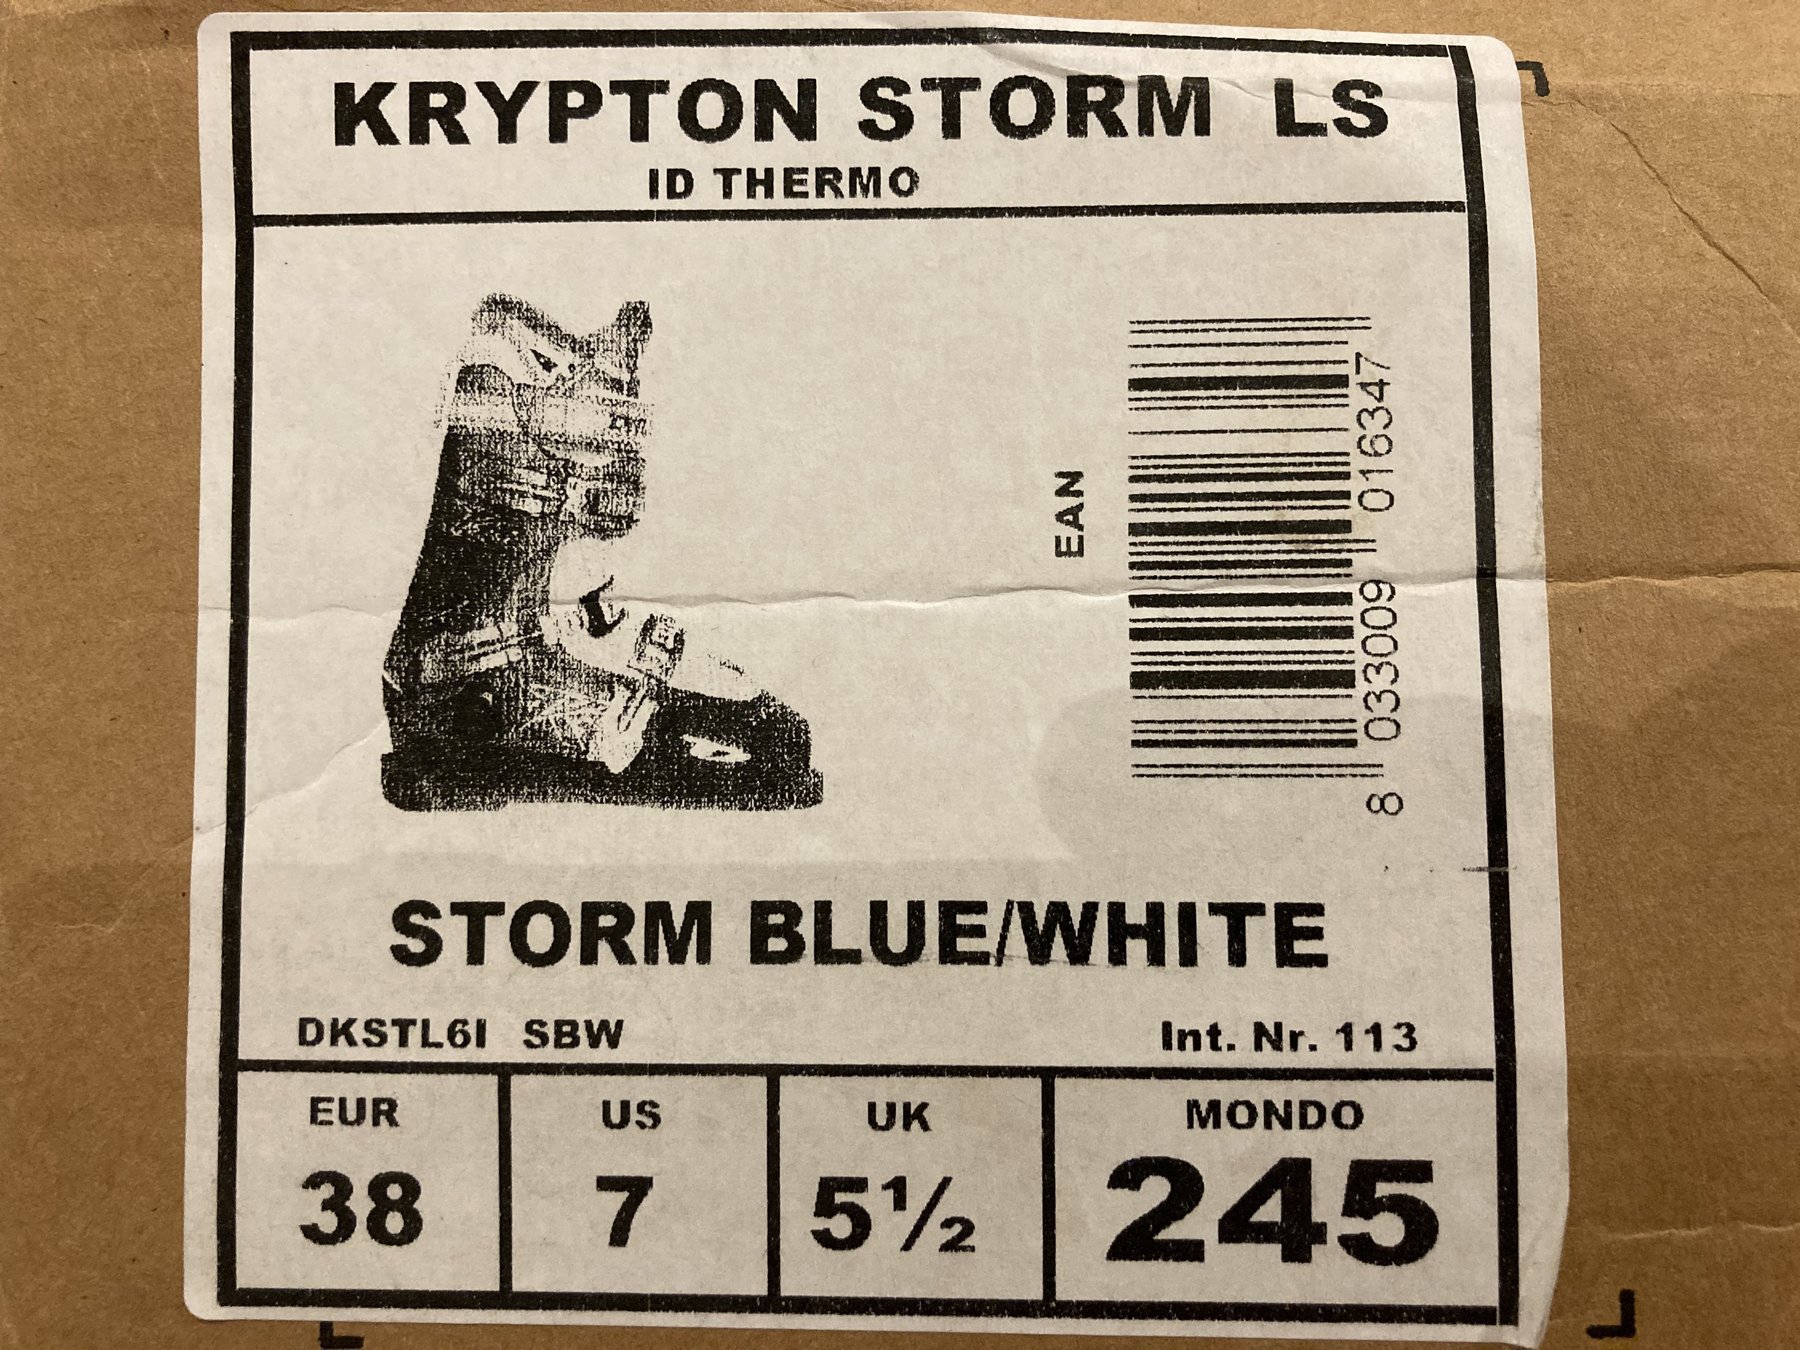 KRYPTON STORM LS
ID THERMO
EAN
8 033009 016347
STORM BLUE/WHITE
DKSTL6I SBW
Int. Nr. 113
EUR
US
UK
MONDO
38
7
5½
245